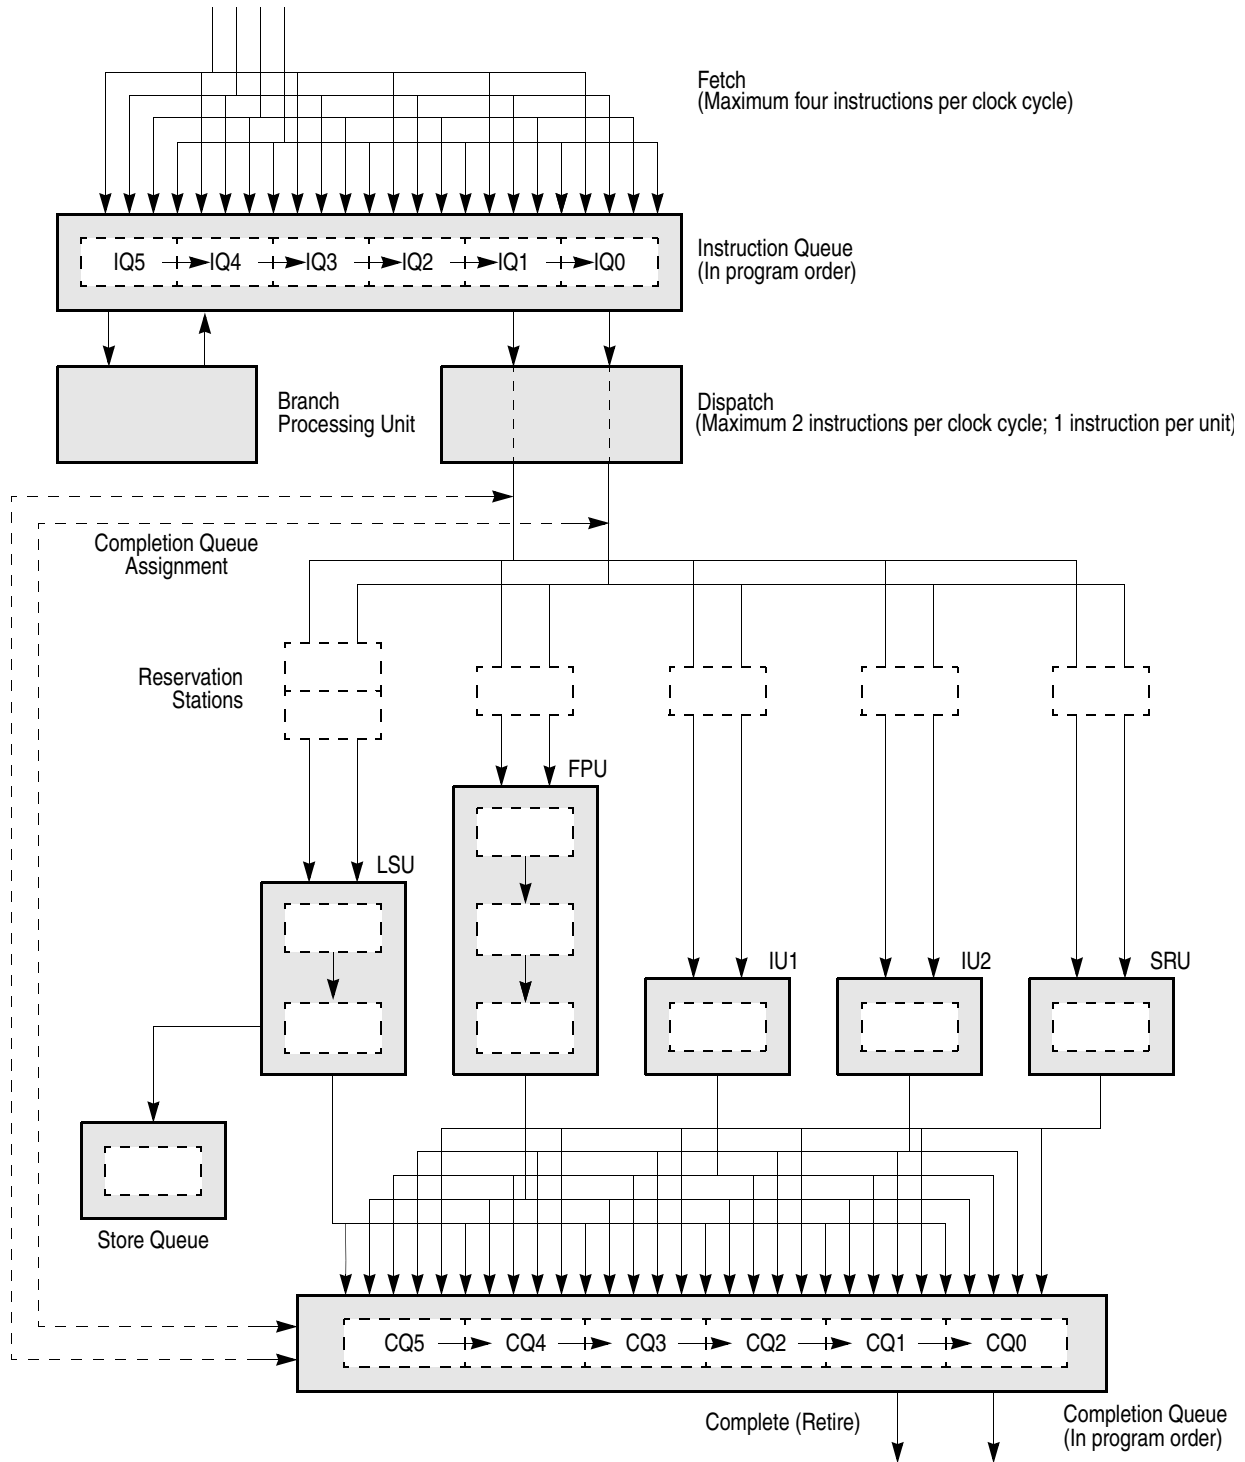 Fetch
(Maximum four instructions per clock cycle)
IQ5 IQ4 IQ3 IQ2 IQ1 IQ0
Instruction Queue
(In program order)
Branch
Processing Unit
Dispatch
(Maximum 2 instructions per clock cycle; 1 instruction per unit)
Completion Queue
Assignment
Reservation
Stations
FPU
LSU
IU1
IU2
SRU
Store Queue
CQ5 CQ4 CQ3 CQ2 CQ1 CQ0
Complete (Retire)
Completion Queue
(In program order)